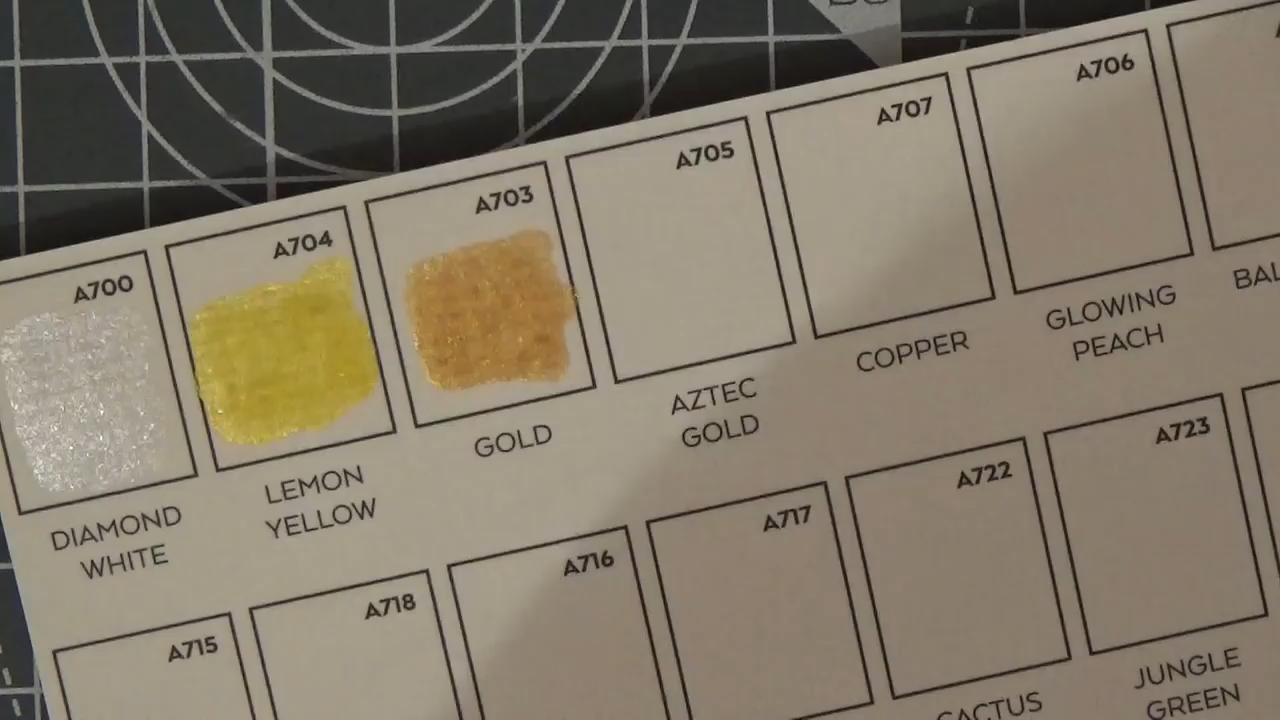 A700
DIAMOND
WHITE
A704
LEMON
YELLOW
A703
GOLD
A705
AZTEC
GOLD
A707
COPPER
A706
GLOWING
PEACH
A715
A718
A716
A717
A722
CACTUS
A723
JUNGLE
GREEN